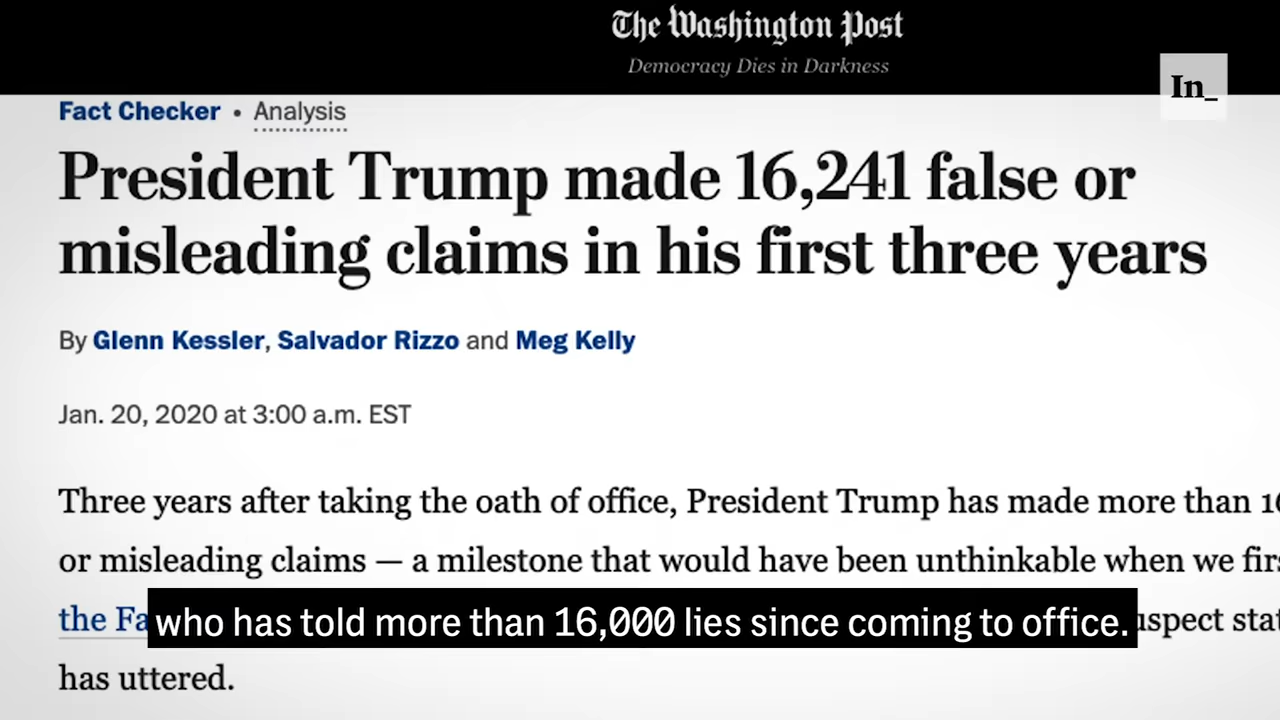 The Washington Post
Democracy Dies in Darkness
In_
Fact Checker • Analysis
President Trump made 16,241 false or
misleading claims in his first three years
By Glenn Kessler, Salvador Rizzo and Meg Kelly
Jan. 20, 2020 at 3:00 a.m. EST
Three years after taking the oath of office, President Trump has made more than
or misleading claims — a milestone that would have been unthinkable when we
the
who has told more than 16,000 lies since coming to office.
has uttered.